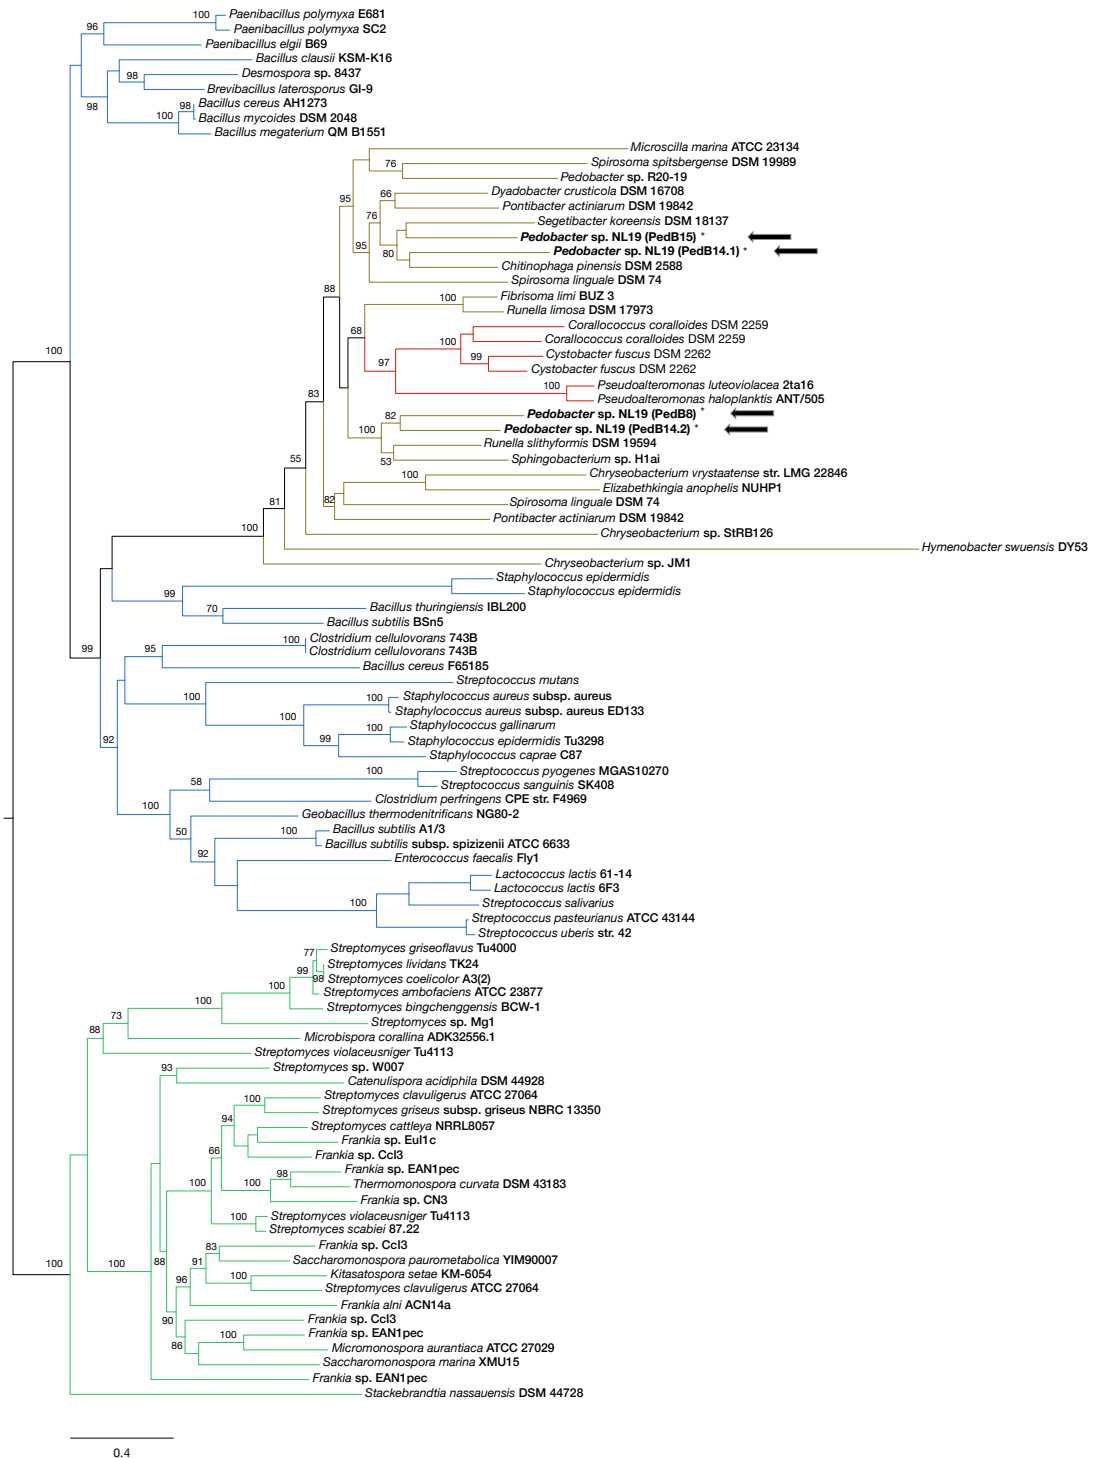 100
Paenibacillus polymyxa E681
Paenibacillus polymyxa SC2
96
Paenibacillus elgii B69
Bacillus clausii KSM-K16
Desmospora sp. 8437
98
Brevibacillus laterosporus GI-9
98
98
Bacillus cereus AH1273
100
Bacillus mycoides DSM 2048
Bacillus megaterium QM B1551
Microscilla marina ATCC 23134
76
Spirosoma spitsbergense DSM 19989
Pedobacter sp. R20-19
95
66
Dyadobacter crusticola DSM 16708
Pontibacter actiniarum DSM 19842
76
Segetibacter koreensis DSM 18137
Pedobacter sp. NL19 (PedB15) *
95
80
Pedobacter sp. NL19 (PedB14.1) *
Chitinophaga pinensis DSM 2588
Spirosoma linguale DSM 74
88
100
Fibrisoma limi BUZ 3
Runella limosa DSM 17973
68
Corallococcus coralloides DSM 2259
100
Corallococcus coralloides DSM 2259
97
99
Cystobacter fuscus DSM 2262
Cystobacter fuscus DSM 2262
100
Pseudoalteromonas luteoviolacea 2ta16
Pseudoalteromonas haloplanktis ANT/505
83
82
Pedobacter sp. NL19 (PedB8) *
100
Pedobacter sp. NL19 (PedB14.2) *
Runella slithyformis DSM 19594
53
Sphingobacterium sp. H1ai
55
100
Chryseobacterium vrystaatense str. LMG 22846
Elizabethkingia anophelis NUHP1
82
Spirosoma linguale DSM 74
81
Pontibacter actiniarum DSM 19842
100
Chryseobacterium sp. StRB126
Hymenobacter swuensis DY53
Chryseobacterium sp. JM1
100
Staphylococcus epidermidis
99
Staphylococcus epidermidis
70
Bacillus thuringiensis IBL200
Bacillus subtilis BSn5
99
100
Clostridium cellulovorans 743B
95
Clostridium cellulovorans 743B
Bacillus cereus F65185
100
Streptococcus mutans
100
Staphylococcus aureus subsp. aureus
100
Staphylococcus aureus subsp. aureus ED133
100
Staphylococcus gallinarum
92
99
Staphylococcus epidermidis Tu3298
Staphylococcus caprae C87
100
Streptococcus pyogenes MGAS10270
58
Streptococcus sanguinis SK408
100
Clostridium perfringens CPE str. F4969
Geobacillus thermodenitrificans NG80-2
50
100
Bacillus subtilis A1/3
92
Bacillus subtilis subsp. spizizenii ATCC 6633
Enterococcus faecalis Fly1
Lactococcus lactis 61-14
Lactococcus lactis 6F3
100
Streptococcus salivarius
Streptococcus pasteurianus ATCC 43144
Streptococcus uberis str. 42
77
Streptomyces griseoflavus Tu4000
99
Streptomyces lividans TK24
98
Streptomyces coelicolor A3(2)
100
Streptomyces ambofaciens ATCC 23877
100
Streptomyces bingchenggensis BCW-1
73
Streptomyces sp. Mg1
88
Microbispora corallina ADK32556.1
Streptomyces violaceusniger Tu4113
93
Streptomyces sp. W007
Catenulispora acidiphila DSM 44928
100
Streptomyces clavuligerus ATCC 27064
94
Streptomyces griseus subsp. griseus NBRC 13350
Streptomyces cattleya NRRL8057
Frankia sp. EuI1c
66
Frankia sp. CcI3
98
Frankia sp. EAN1pec
100
100
Thermomonospora curvata DSM 43183
Frankia sp. CN3
100
Streptomyces violaceusniger Tu4113
Streptomyces scabiei 87.22
83
Frankia sp. CcI3
100
100
88
91
Saccharomonospora paurometabolica YIM90007
96
100
Kitasatospora setae KM-6054
Streptomyces clavuligerus ATCC 27064
Frankia alni ACN14a
90
Frankia sp. CcI3
100
Frankia sp. EAN1pec
86
Micromonospora aurantiaca ATCC 27029
Saccharomonospora marina XMU15
Frankia sp. EAN1pec
Stackebrandtia nassauensis DSM 44728
0.4